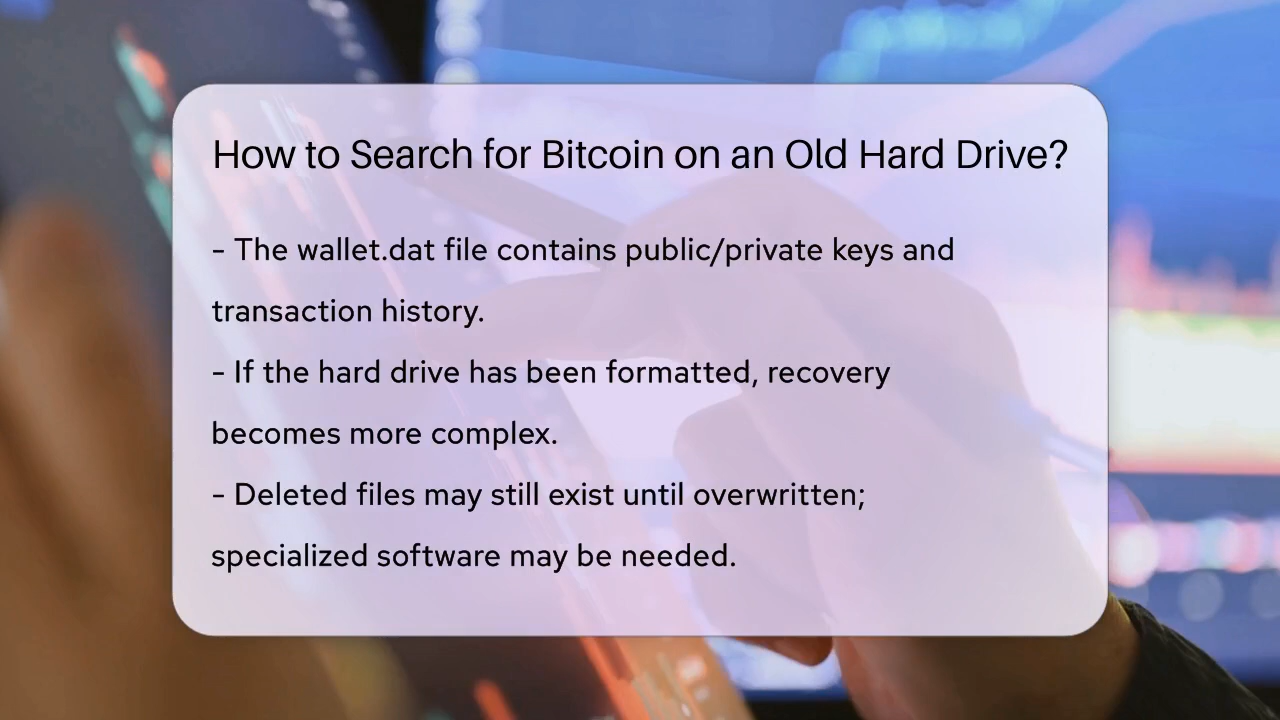 How to Search for Bitcoin on an Old Hard Drive?
- The wallet.dat file contains public/private keys and
transaction history.
- If the hard drive has been formatted, recovery
becomes more complex.
- Deleted files may still exist until overwritten;
specialized software may be needed.